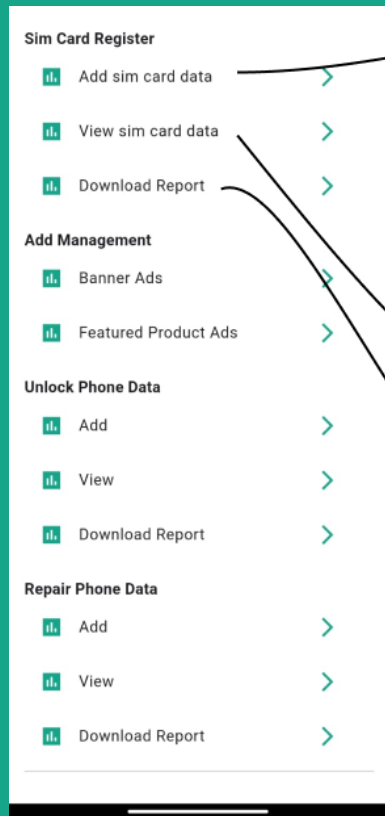 Sim Card Register
Add sim card data
View sim card data
Download Report
Add Management
Banner Ads
Featured Product Ads
Unlock Phone Data
Add
View
Download Report
Repair Phone Data
Add
View
Download Report